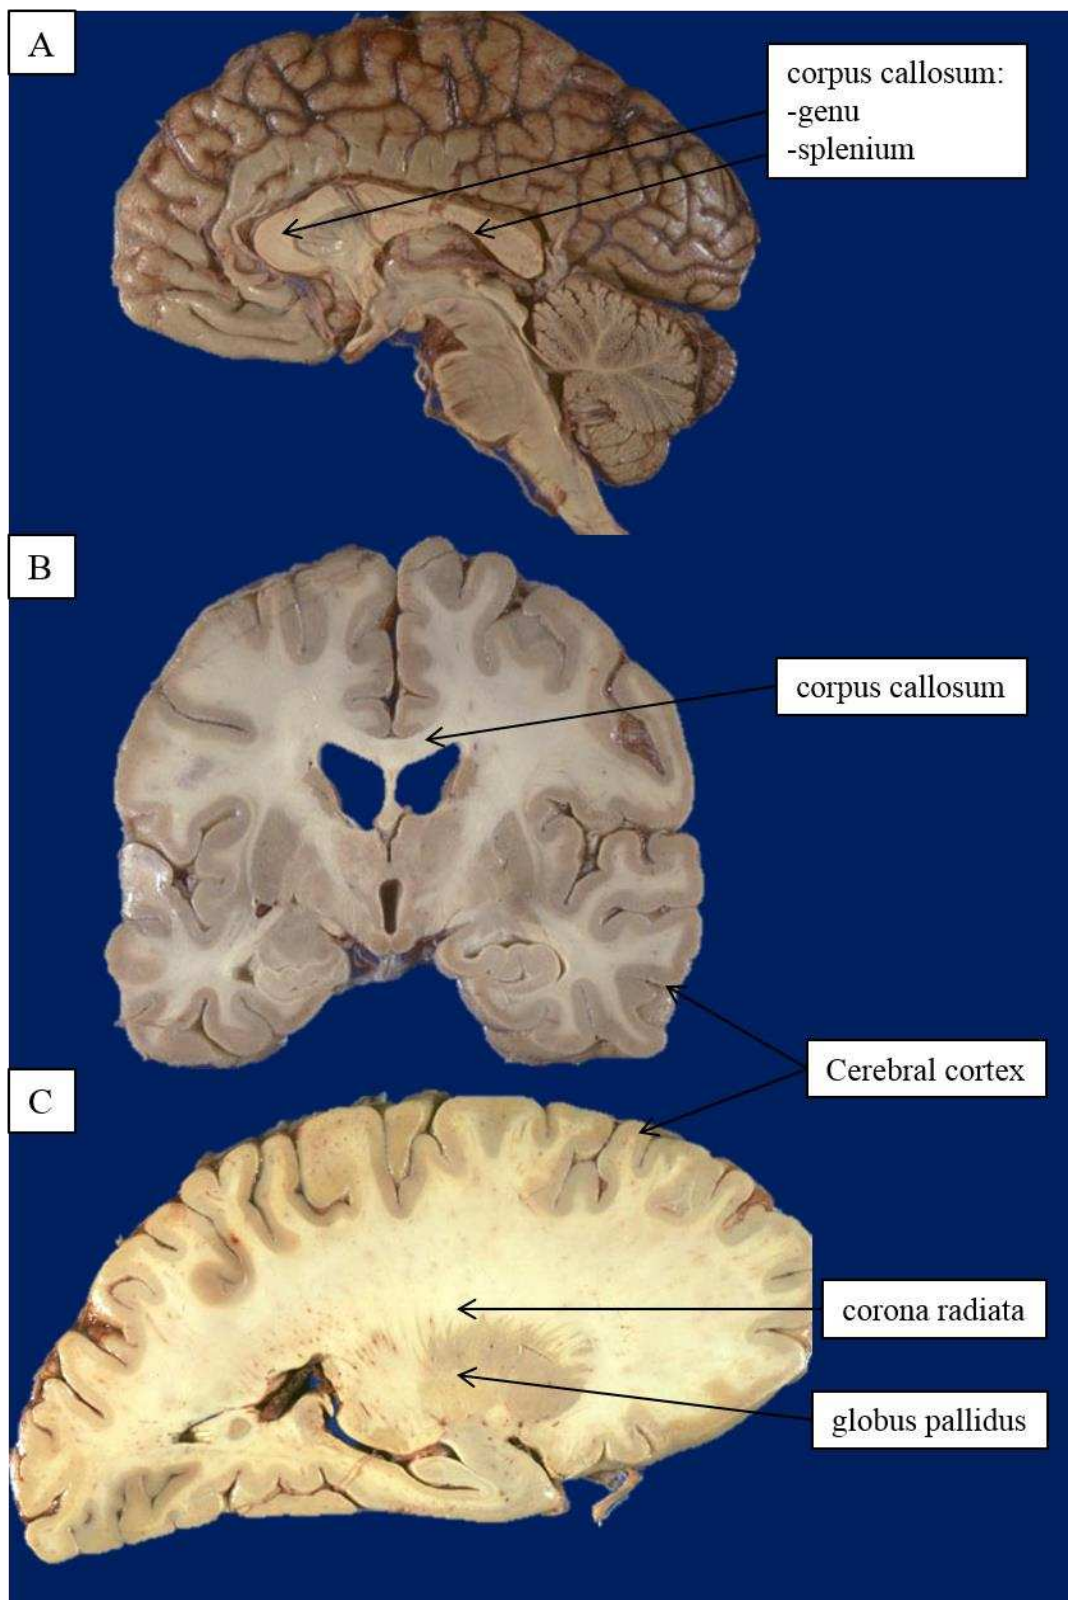 A
corpus callosum:
-genu
-splenium
B
corpus callosum
Cerebral cortex
C
corona radiata
globus pallidus